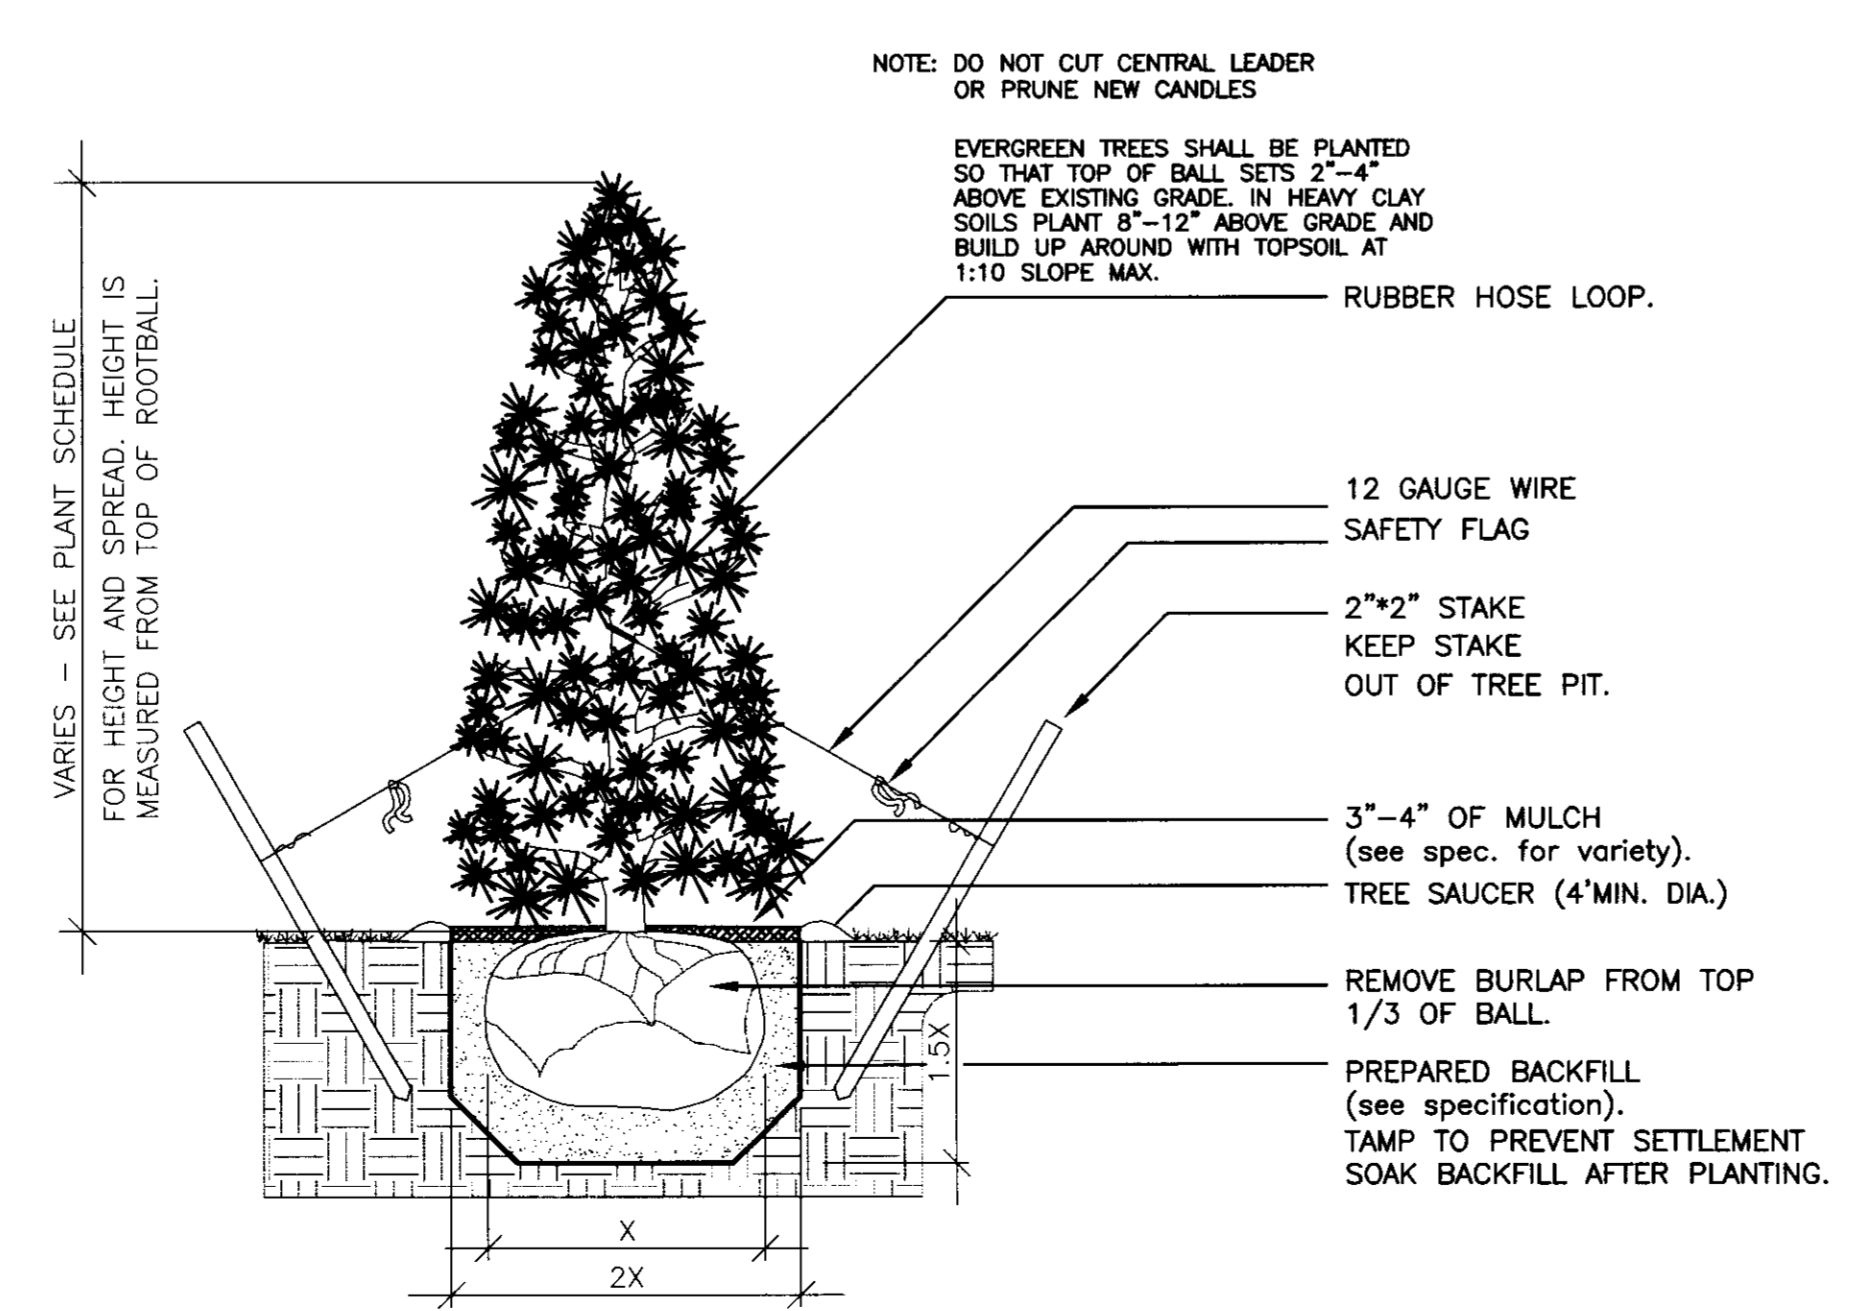 NOTE: DO NOT CUT CENTRAL LEADER
OR PRUNE NEW CANDLES
EVERGREEN TREES SHALL BE PLANTED
SO THAT TOP OF BALL SETS 2"-4"
ABOVE EXISTING GRADE. IN HEAVY CLAY
SOILS PLANT 8"-12" ABOVE GRADE AND
BUILD UP AROUND WITH TOPSOIL AT
1:10 SLOPE MAX.
VARIES - SEE PLANT SCHEDULE
FOR HEIGHT AND SPREAD. HEIGHT IS
MEASURED FROM TOP OF ROOTBALL.
RUBBER HOSE LOOP.
12 GAUGE WIRE
SAFETY FLAG
2"*2" STAKE
KEEP STAKE
OUT OF TREE PIT.
3"-4" OF MULCH
(see spec. for variety).
TREE SAUCER (4'MIN. DIA.)
REMOVE BURLAP FROM TOP
1/3 OF BALL.
1.5X
PREPARED BACKFILL
(see specification).
TAMP TO PREVENT SETTLEMENT
SOAK BACKFILL AFTER PLANTING.
X
2X